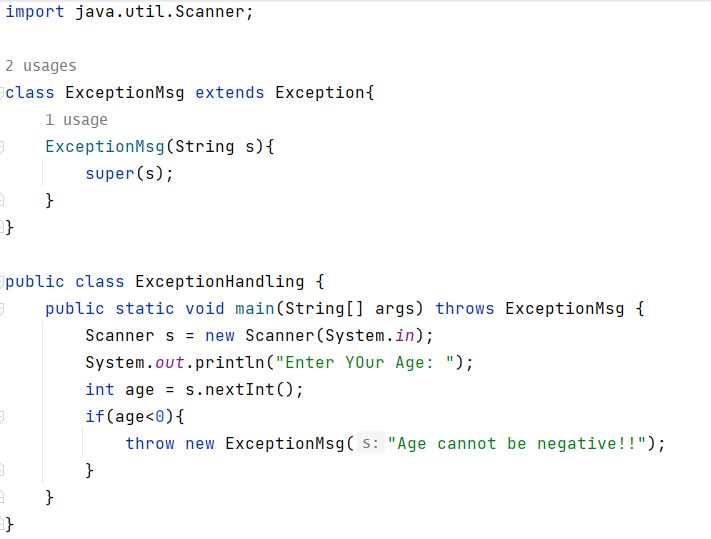 import java.util.Scanner;
2 usages
class ExceptionMsg extends Exception{
1 usage
ExceptionMsg(String s){
super(s);
}
}
public class ExceptionHandling {
public static void main(String[] args) throws ExceptionMsg {
Scanner s = new Scanner(System.in);
System.out.println("Enter YOur Age: ");
int age = s.nextInt();
if(age<0){
throw new ExceptionMsg( s: "Age cannot be negative!!");
}
}
}